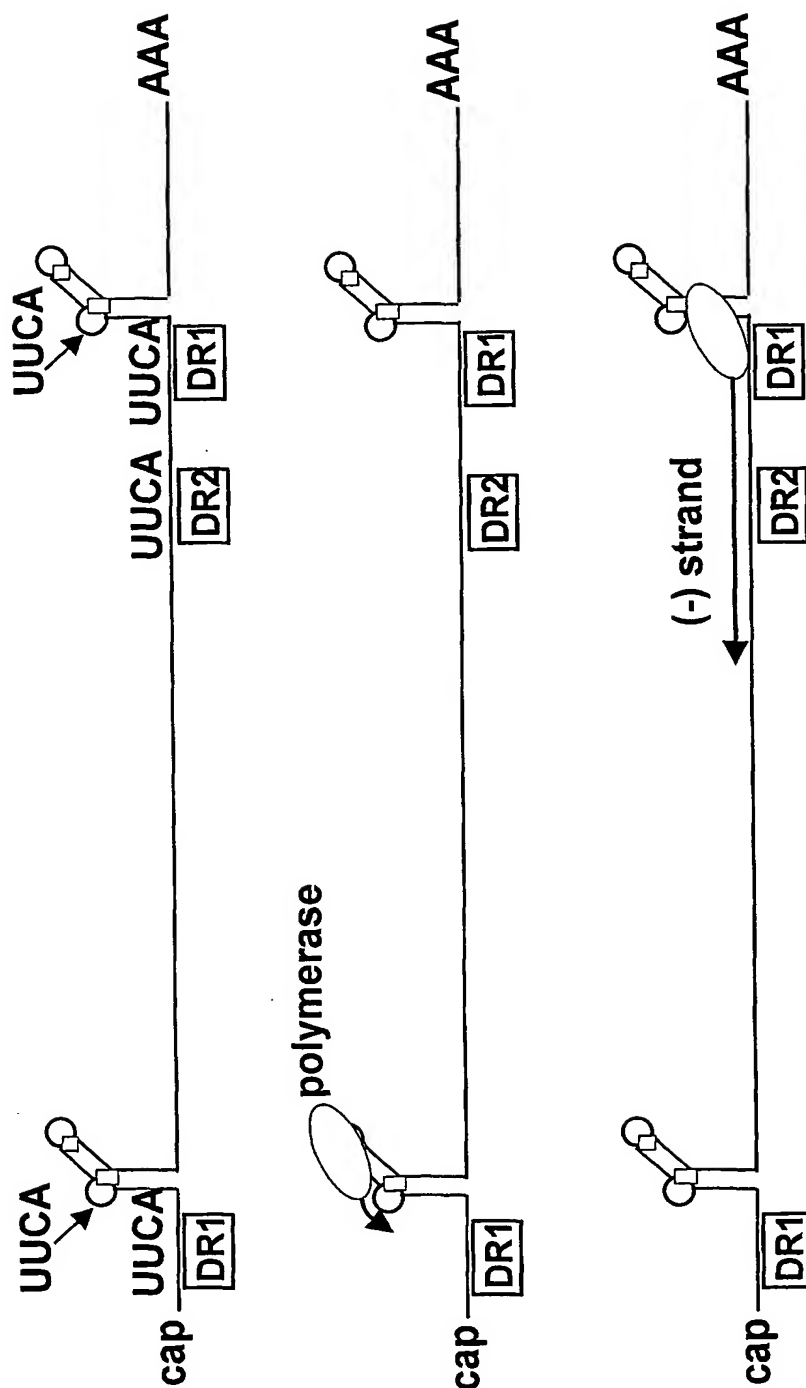 UUCA
UUCA
cap
UUCA
UUCA
UUCA
AAA
DR1
DR2
DR1
polymerase
cap
AAA
DR1
DR2
DR1
(-) strand
cap
AAA
DR1
DR2
DR1